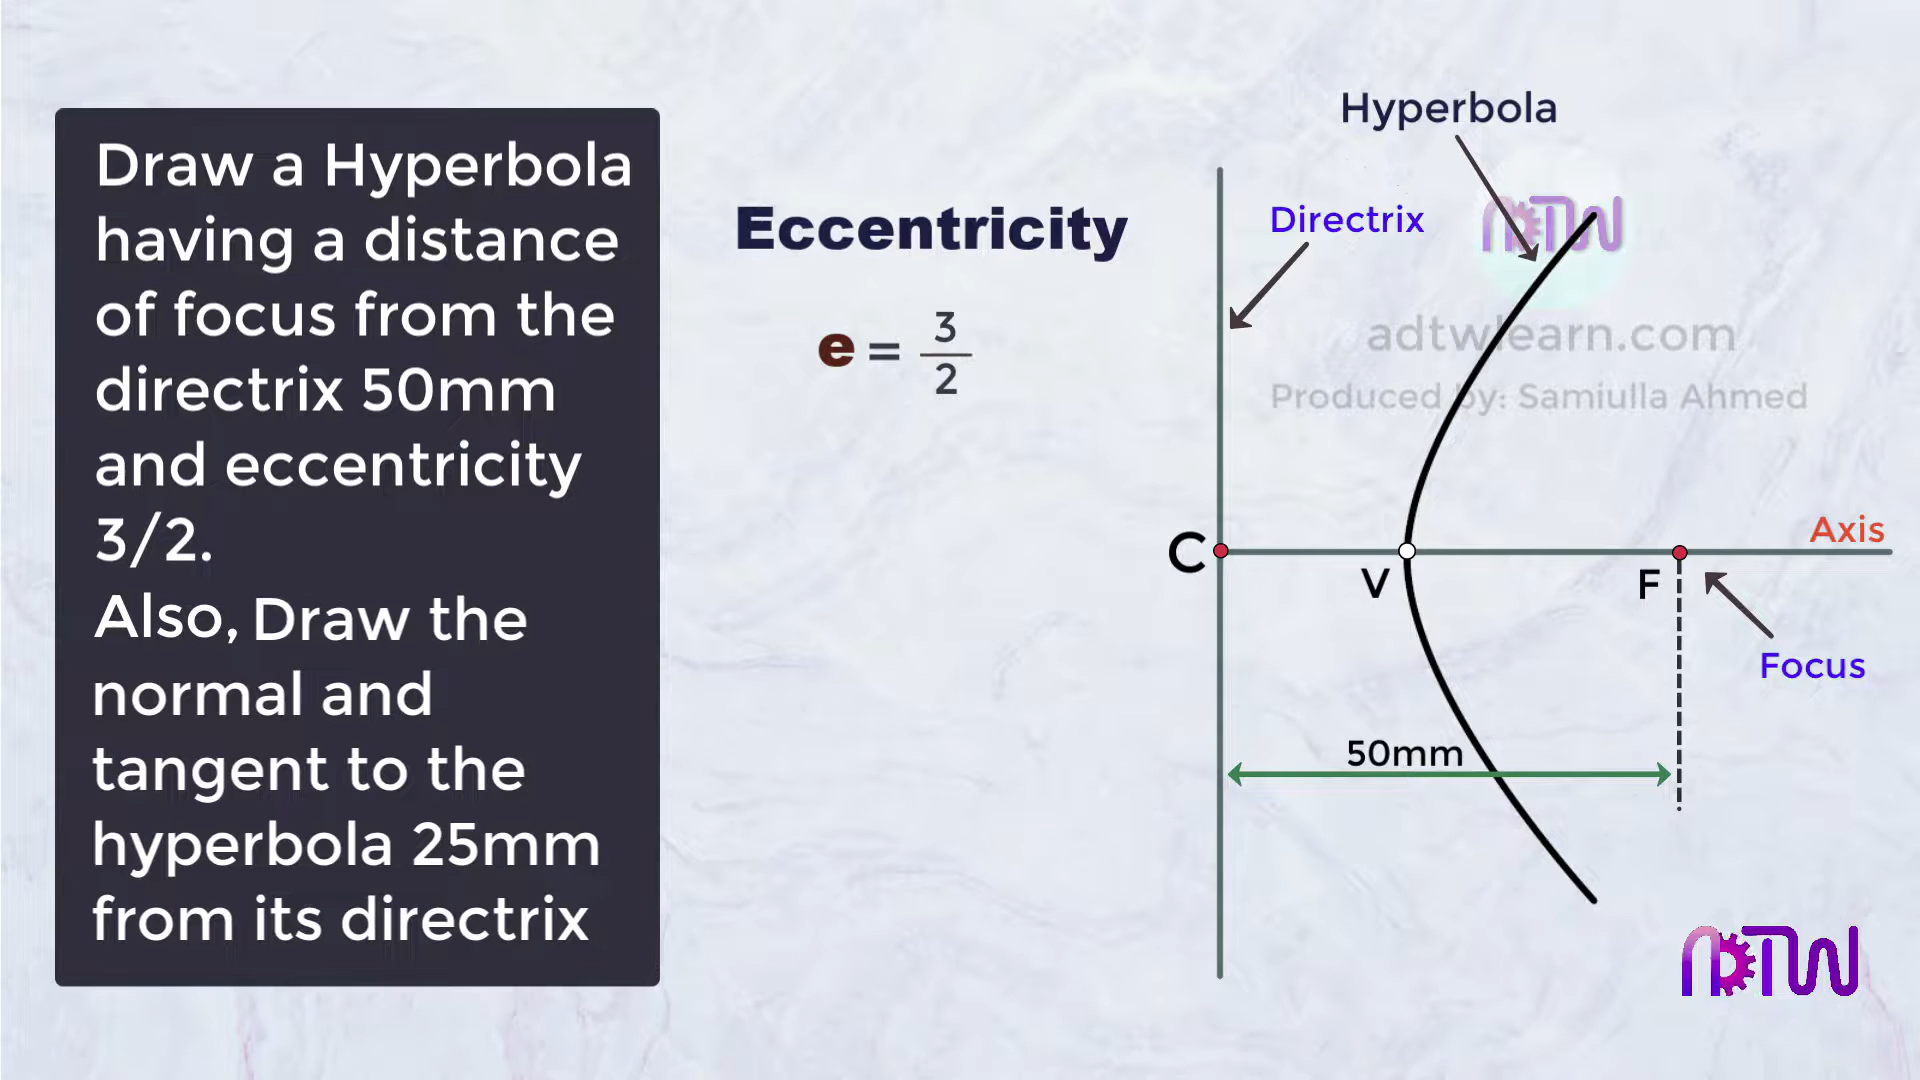 Draw a Hyperbola
having a distance
of focus from the
directrix 50mm
and eccentricity
3/2.
Also, Draw the
normal and
tangent to the
hyperbola 25mm
from its directrix
Eccentricity
e = 3/2
Hyperbola
Directrix
ADTW
adtwlearn.com
Produced by: Samiulla Ahmed
Axis
C
V
F
Focus
50mm
ADTW